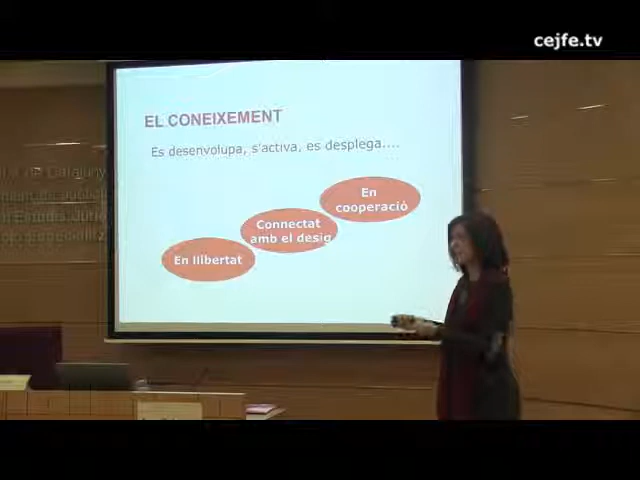 cejfe.tv
EL CONEIXEMENT
Es desenvolupa, s'activa, es desplega....
En
cooperació
Connectat
amb el desig
En llibertat